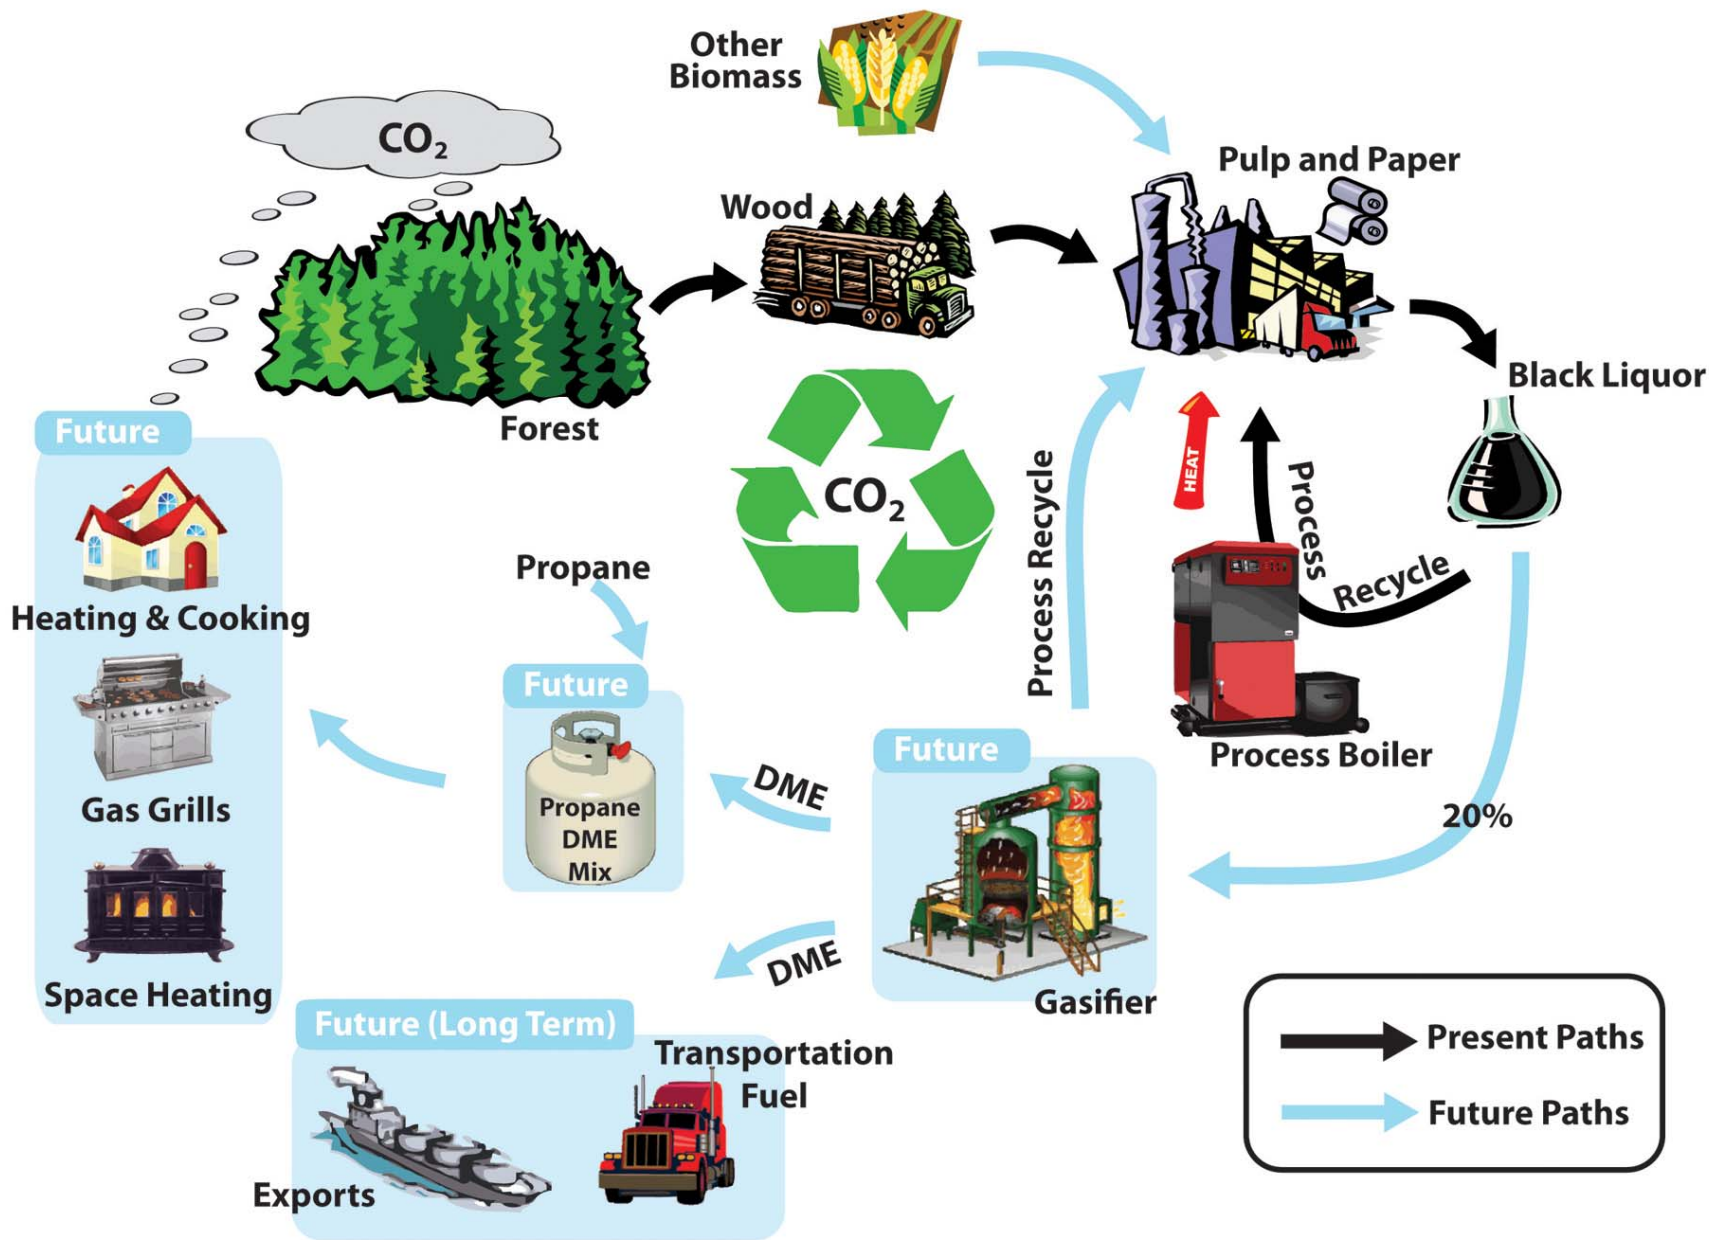 Other
Biomass
CO₂
Pulp and Paper
Wood
Black Liquor
Forest
Future
HEAT
Process
Recycle
CO₂
Process Recycle
Propane
Heating & Cooking
Future
Future
Process Boiler
Gas Grills
DME
Propane
DME
Mix
20%
DME
Space Heating
Gasifier
Future (Long Term)
Transportation
Fuel
Exports
Present Paths
Future Paths